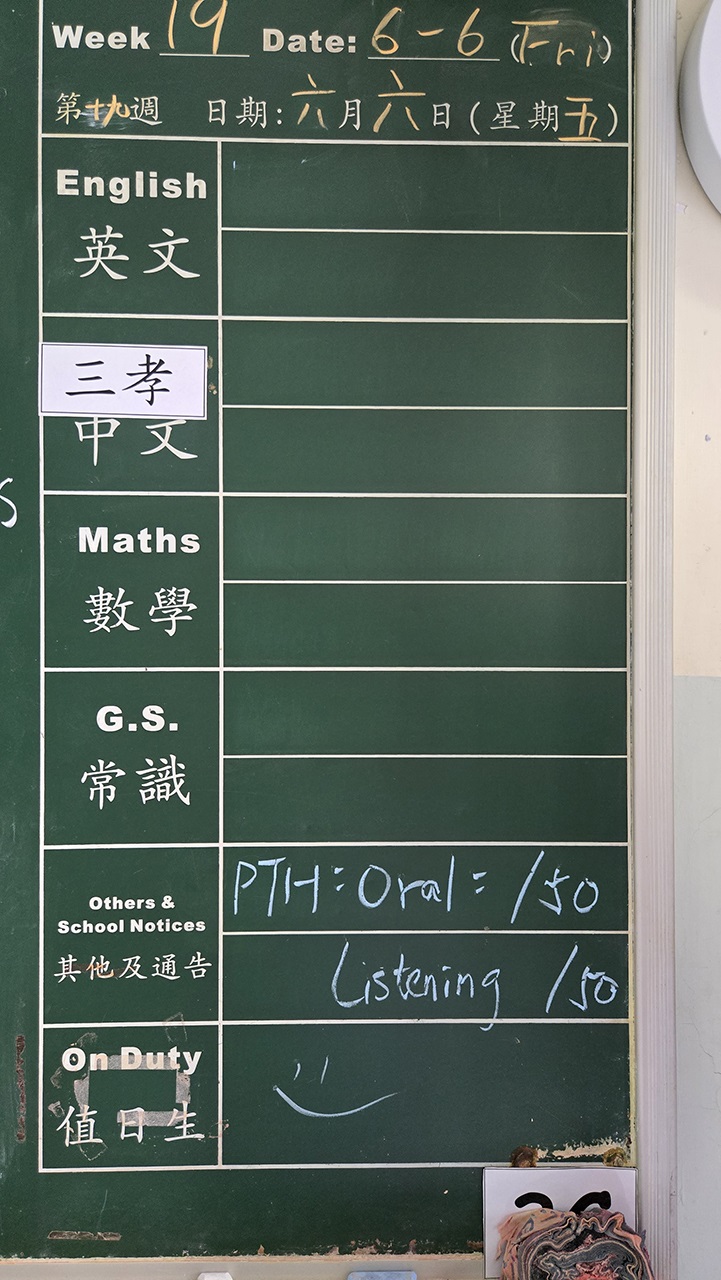 Week 19 Date: 6-6 (Fri)
第十九週 日期:六月六日(星期五)
English
英文
三孝
中文
Maths
數學
G.S.
常識
Others &
School Notices
其他及通告
PTH: Oral: /50
Listening /50
On Duty
值日生